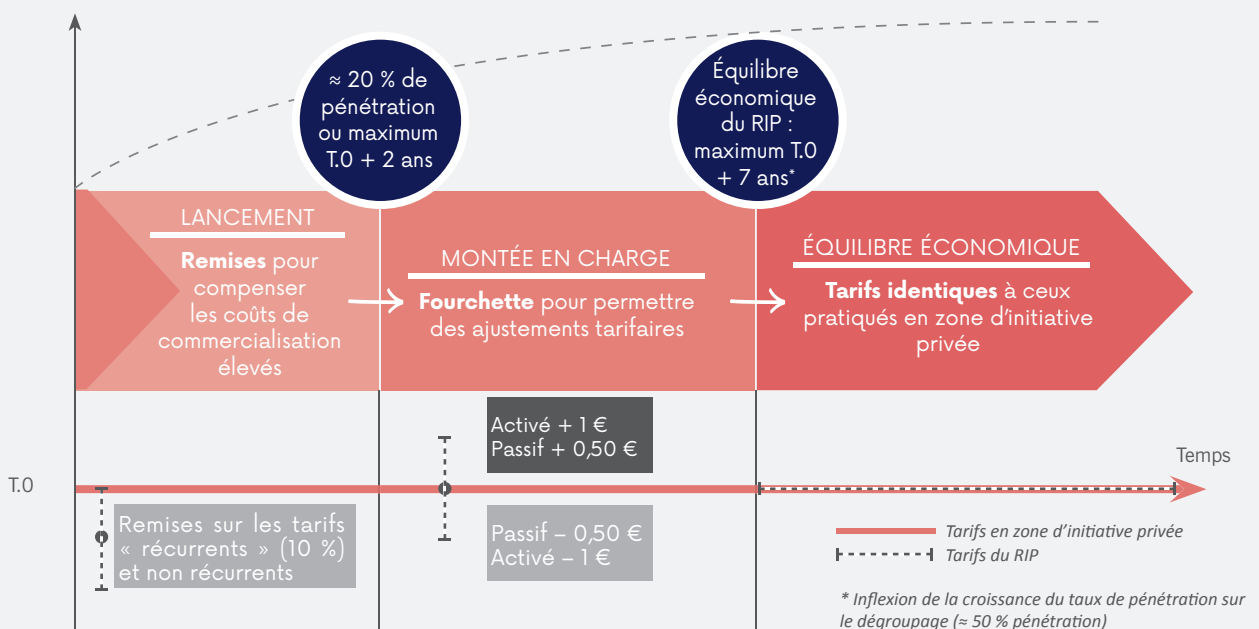 ≈ 20 % de
pénétration
ou maximum
T.0 + 2 ans
Équilibre
économique
du RIP :
maximum T.0
+ 7 ans*
LANCEMENT
Remises pour
compenser
les coûts de
commercialisation
élevés
MONTÉE EN CHARGE
Fourchette pour permettre
des ajustements tarifaires
ÉQUILIBRE ÉCONOMIQUE
Tarifs identiques à ceux
pratiqués en zone d’initiative
privée
Activé + 1 €
Passif + 0,50 €
Temps
T.0
Remises sur les tarifs
« récurrents » (10 %)
et non récurrents
Passif – 0,50 €
Activé – 1 €
Tarifs en zone d’initiative privée
Tarifs du RIP
* Inflexion de la croissance du taux de pénétration sur
le dégroupage (≈ 50 % pénétration)